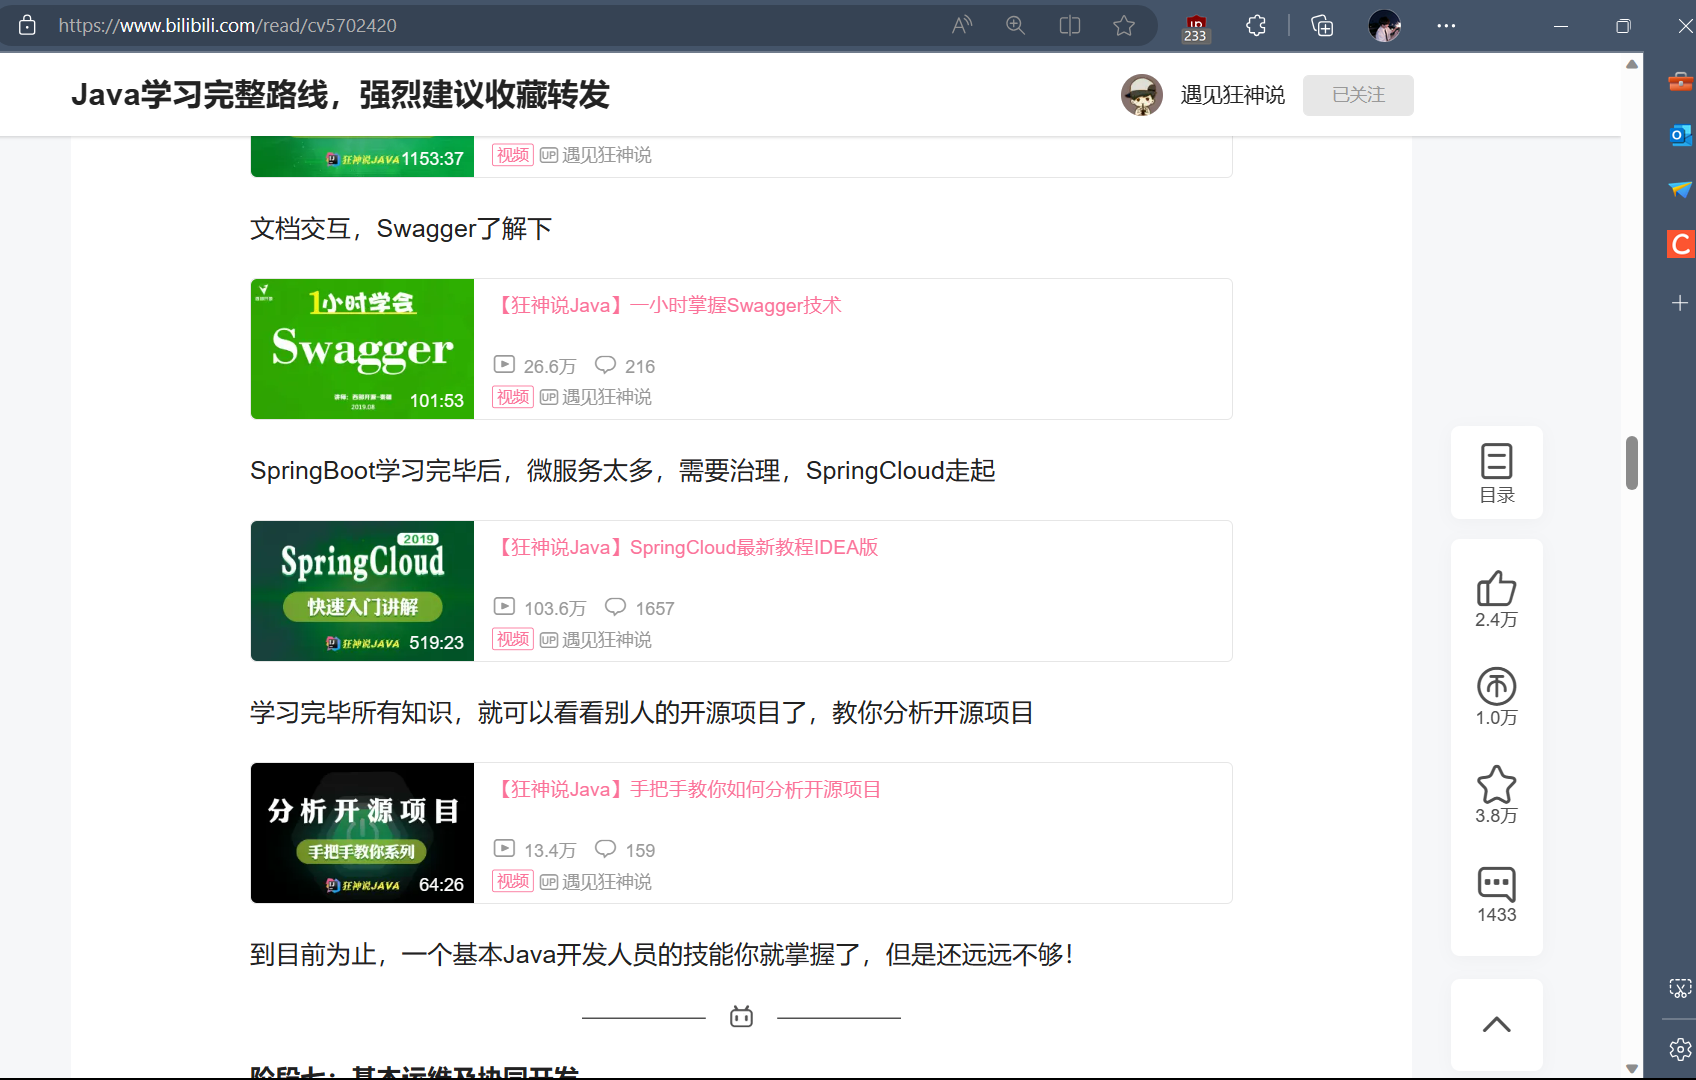 https://www.bilibili.com/read/cv5702420
233
Java学习完整路线，强烈建议收藏转发
遇见狂神说
已关注
狂神说JAVA
1153:37
视频 UP 遇见狂神说
文档交互，Swagger了解下
1小时学会
Swagger
2019.08
101:53
【狂神说Java】一小时掌握Swagger技术
26.6万 216
视频 UP 遇见狂神说
SpringBoot学习完毕后，微服务太多，需要治理，SpringCloud走起
2019
SpringCloud
快速入门讲解
狂神说JAVA
519:23
【狂神说Java】SpringCloud最新教程IDEA版
103.6万 1657
视频 UP 遇见狂神说
学习完毕所有知识，就可以看看别人的开源项目了，教你分析开源项目
分析开源项目
手把手教你系列
狂神说JAVA
64:26
【狂神说Java】手把手教你如何分析开源项目
13.4万 159
视频 UP 遇见狂神说
到目前为止，一个基本Java开发人员的技能你就掌握了，但是还远远不够！
阶段七：基本运维及协同开发
目录
2.4万
1.0万
3.8万
1433